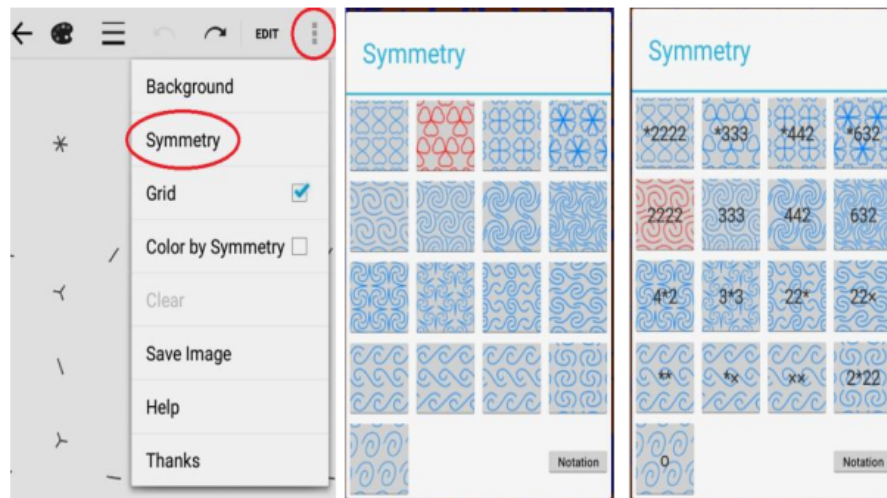 EDIT
Background
Symmetry
Grid
Color by Symmetry
Clear
Save Image
Help
Thanks
Symmetry
Notation
Symmetry
*2222 *333 *442 *632
2222 333 442 632
4*2 3*3 22* 22×
** *× ×× 2*22
O
Notation